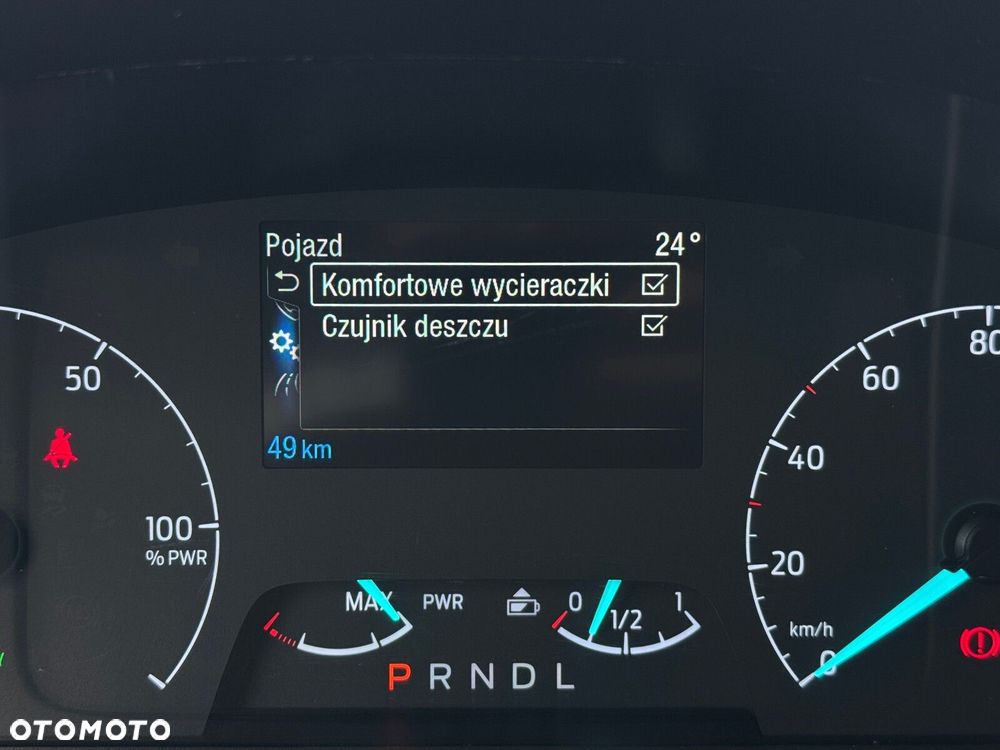 Pojazd 24°
Komfortowe wycieraczki
Czujnik deszczu
49 km
50
100
% PWR
MAX PWR
0 1/2 1
P R N D L
80
60
40
20
km/h
0
OTOMOTO